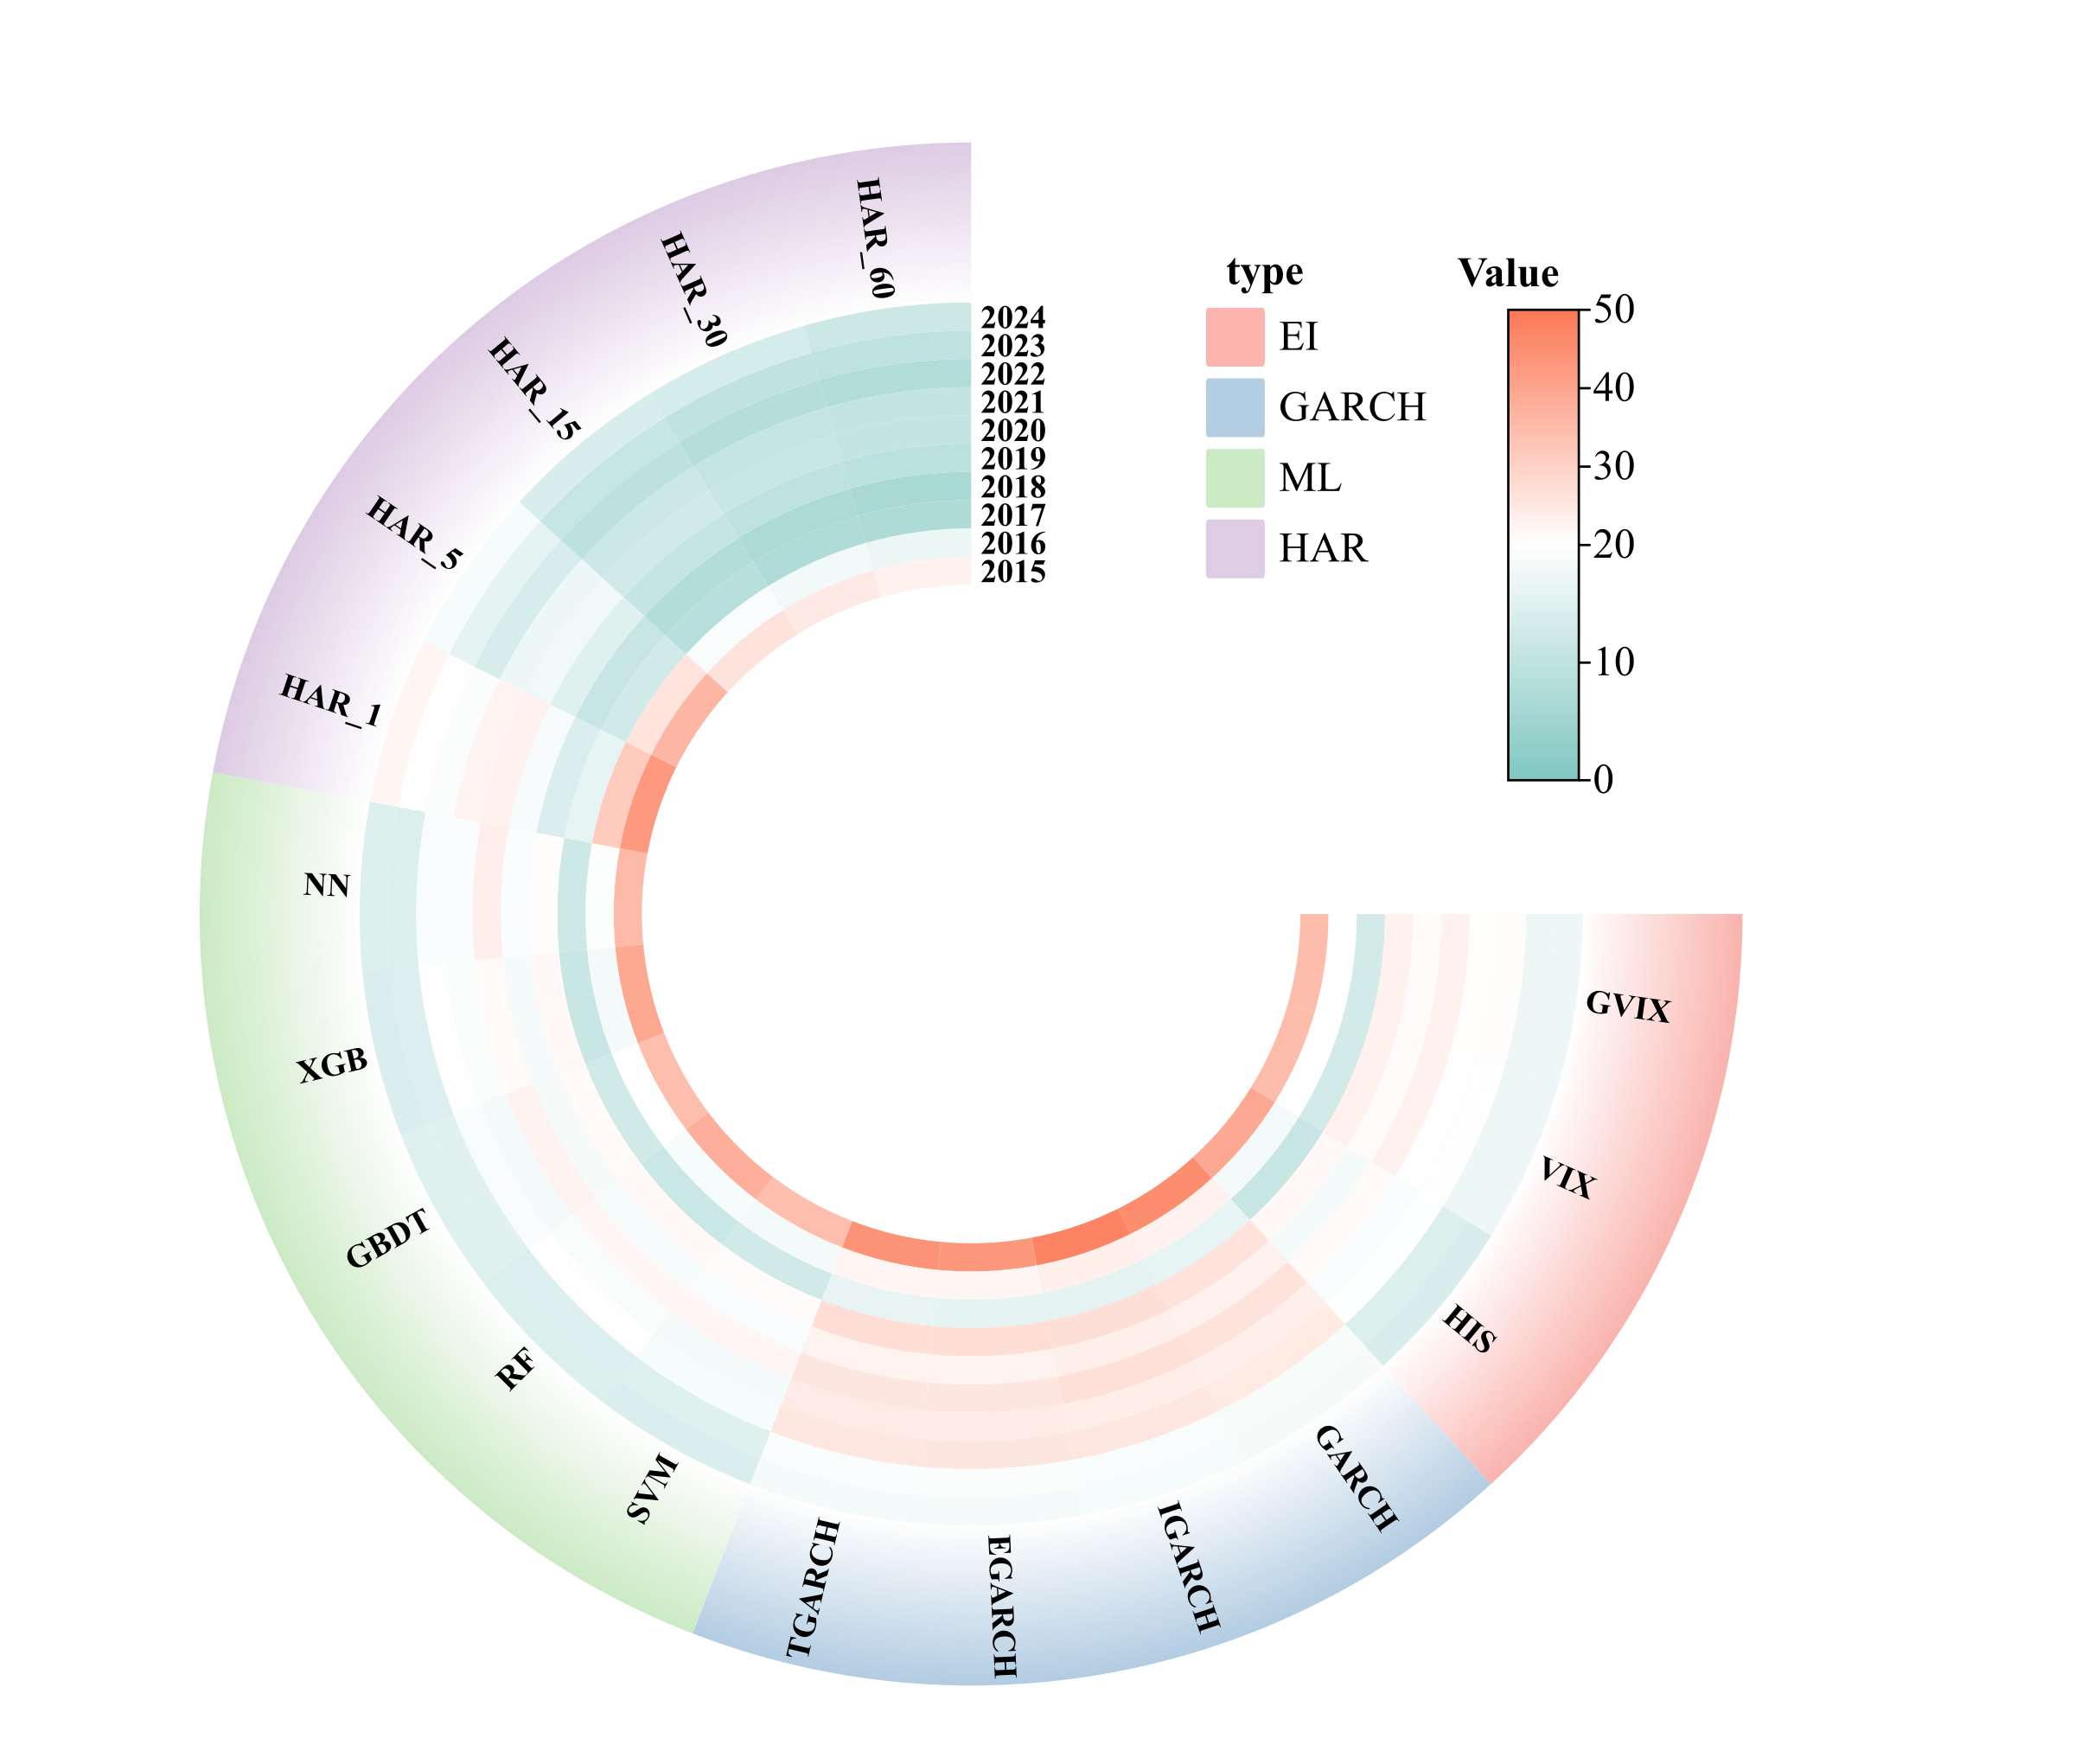 HAR_60
HAR_30
HAR_15
HAR_5
HAR_1
NN
XGB
GBDT
RF
SVM
TGARCH
EGARCH
IGARCH
GARCH
HIS
VIX
GVIX
2024
2023
2022
2021
2020
2019
2018
2017
2016
2015
type
EI
GARCH
ML
HAR
Value
50
40
30
20
10
0